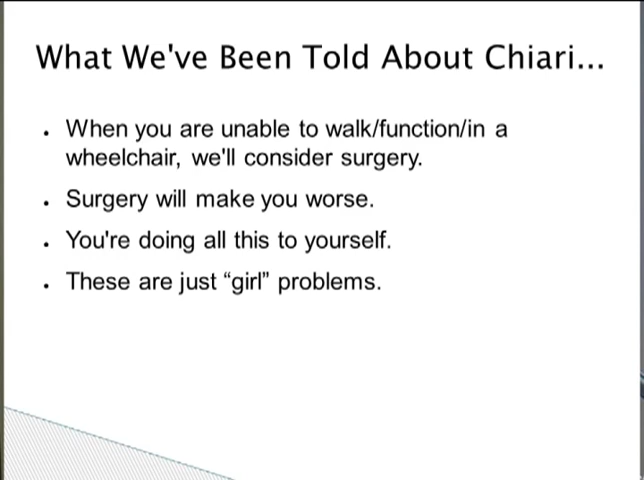 What We've Been Told About Chiari...
• When you are unable to walk/function/in a
wheelchair, we'll consider surgery.
• Surgery will make you worse.
• You're doing all this to yourself.
• These are just “girl” problems.